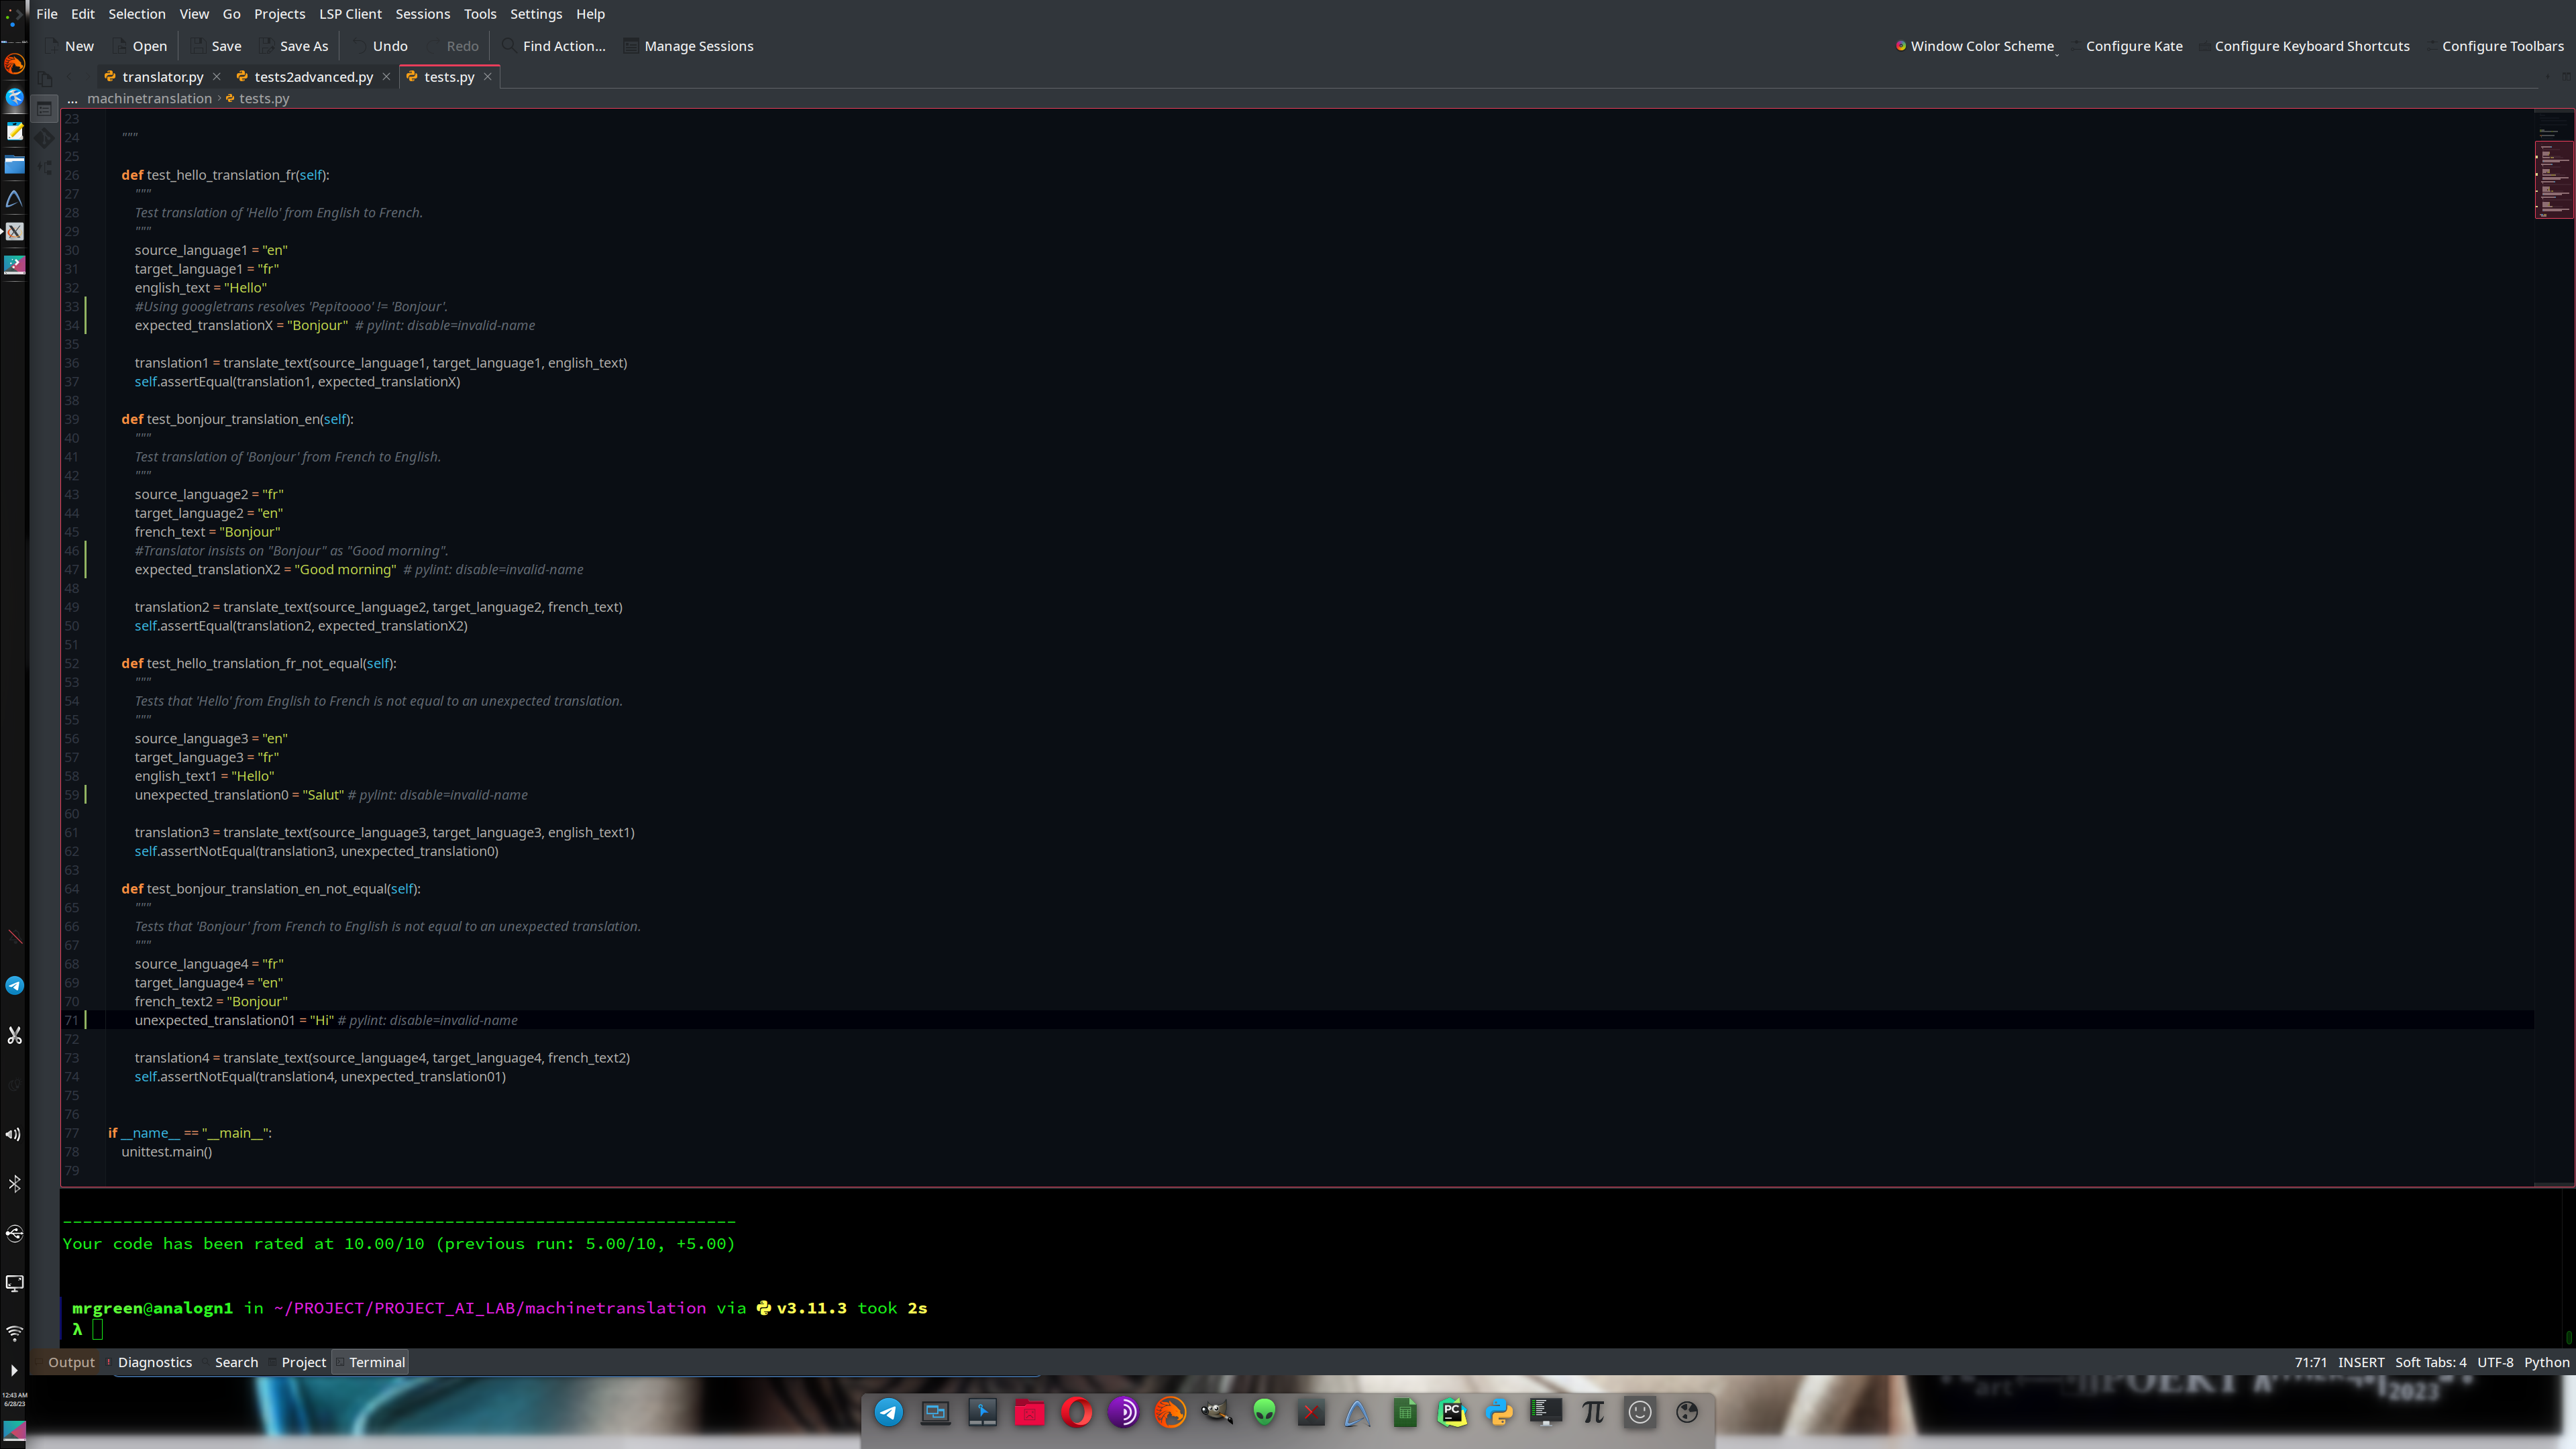 File Edit Selection View Go Projects LSP Client Sessions Tools Settings Help
New Open Save Save As Undo Redo Find Action... Manage Sessions Window Color Scheme Configure Kate Configure Keyboard Shortcuts Configure Toolbars
translator.py tests2advanced.py tests.py
... machinetranslation › tests.py
23
24 """
25
26 def test_hello_translation_fr(self):
27 """
28 Test translation of 'Hello' from English to French.
29 """
30 source_language1 = "en"
31 target_language1 = "fr"
32 english_text = "Hello"
33 #Using googletrans resolves 'Pepitoooo' != 'Bonjour'.
34 expected_translationX = "Bonjour"  # pylint: disable=invalid-name
35
36 translation1 = translate_text(source_language1, target_language1, english_text)
37 self.assertEqual(translation1, expected_translationX)
38
39 def test_bonjour_translation_en(self):
40 """
41 Test translation of 'Bonjour' from French to English.
42 """
43 source_language2 = "fr"
44 target_language2 = "en"
45 french_text = "Bonjour"
46 #Translator insists on "Bonjour" as "Good morning".
47 expected_translationX2 = "Good morning"  # pylint: disable=invalid-name
48
49 translation2 = translate_text(source_language2, target_language2, french_text)
50 self.assertEqual(translation2, expected_translationX2)
51
52 def test_hello_translation_fr_not_equal(self):
53 """
54 Tests that 'Hello' from English to French is not equal to an unexpected translation.
55 """
56 source_language3 = "en"
57 target_language3 = "fr"
58 english_text1 = "Hello"
59 unexpected_translation0 = "Salut" # pylint: disable=invalid-name
60
61 translation3 = translate_text(source_language3, target_language3, english_text1)
62 self.assertNotEqual(translation3, unexpected_translation0)
63
64 def test_bonjour_translation_en_not_equal(self):
65 """
66 Tests that 'Bonjour' from French to English is not equal to an unexpected translation.
67 """
68 source_language4 = "fr"
69 target_language4 = "en"
70 french_text2 = "Bonjour"
71 unexpected_translation01 = "Hi" # pylint: disable=invalid-name
72
73 translation4 = translate_text(source_language4, target_language4, french_text2)
74 self.assertNotEqual(translation4, unexpected_translation01)
75
76
77 if __name__ == "__main__":
78 unittest.main()
79
--------------------------------------------------------------------
Your code has been rated at 10.00/10 (previous run: 5.00/10, +5.00)
mrgreen@analogn1 in ~/PROJECT/PROJECT_AI_LAB/machinetranslation via v3.11.3 took 2s
λ
Output Diagnostics Search Project Terminal 71:71 INSERT Soft Tabs: 4 UTF-8 Python
12:43 AM
6/28/23
art ПРОЕКТ 2023
PC
π